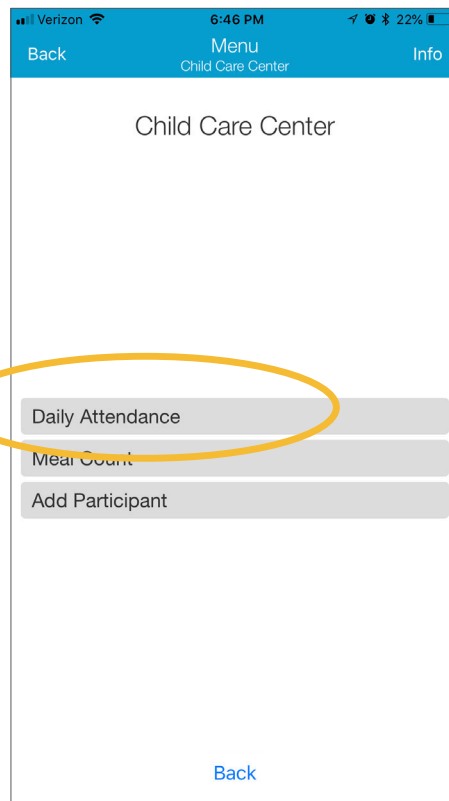 Verizon 6:46 PM 22%
Back Menu Info
Child Care Center
Child Care Center
Daily Attendance
Meal Count
Add Participant
Back